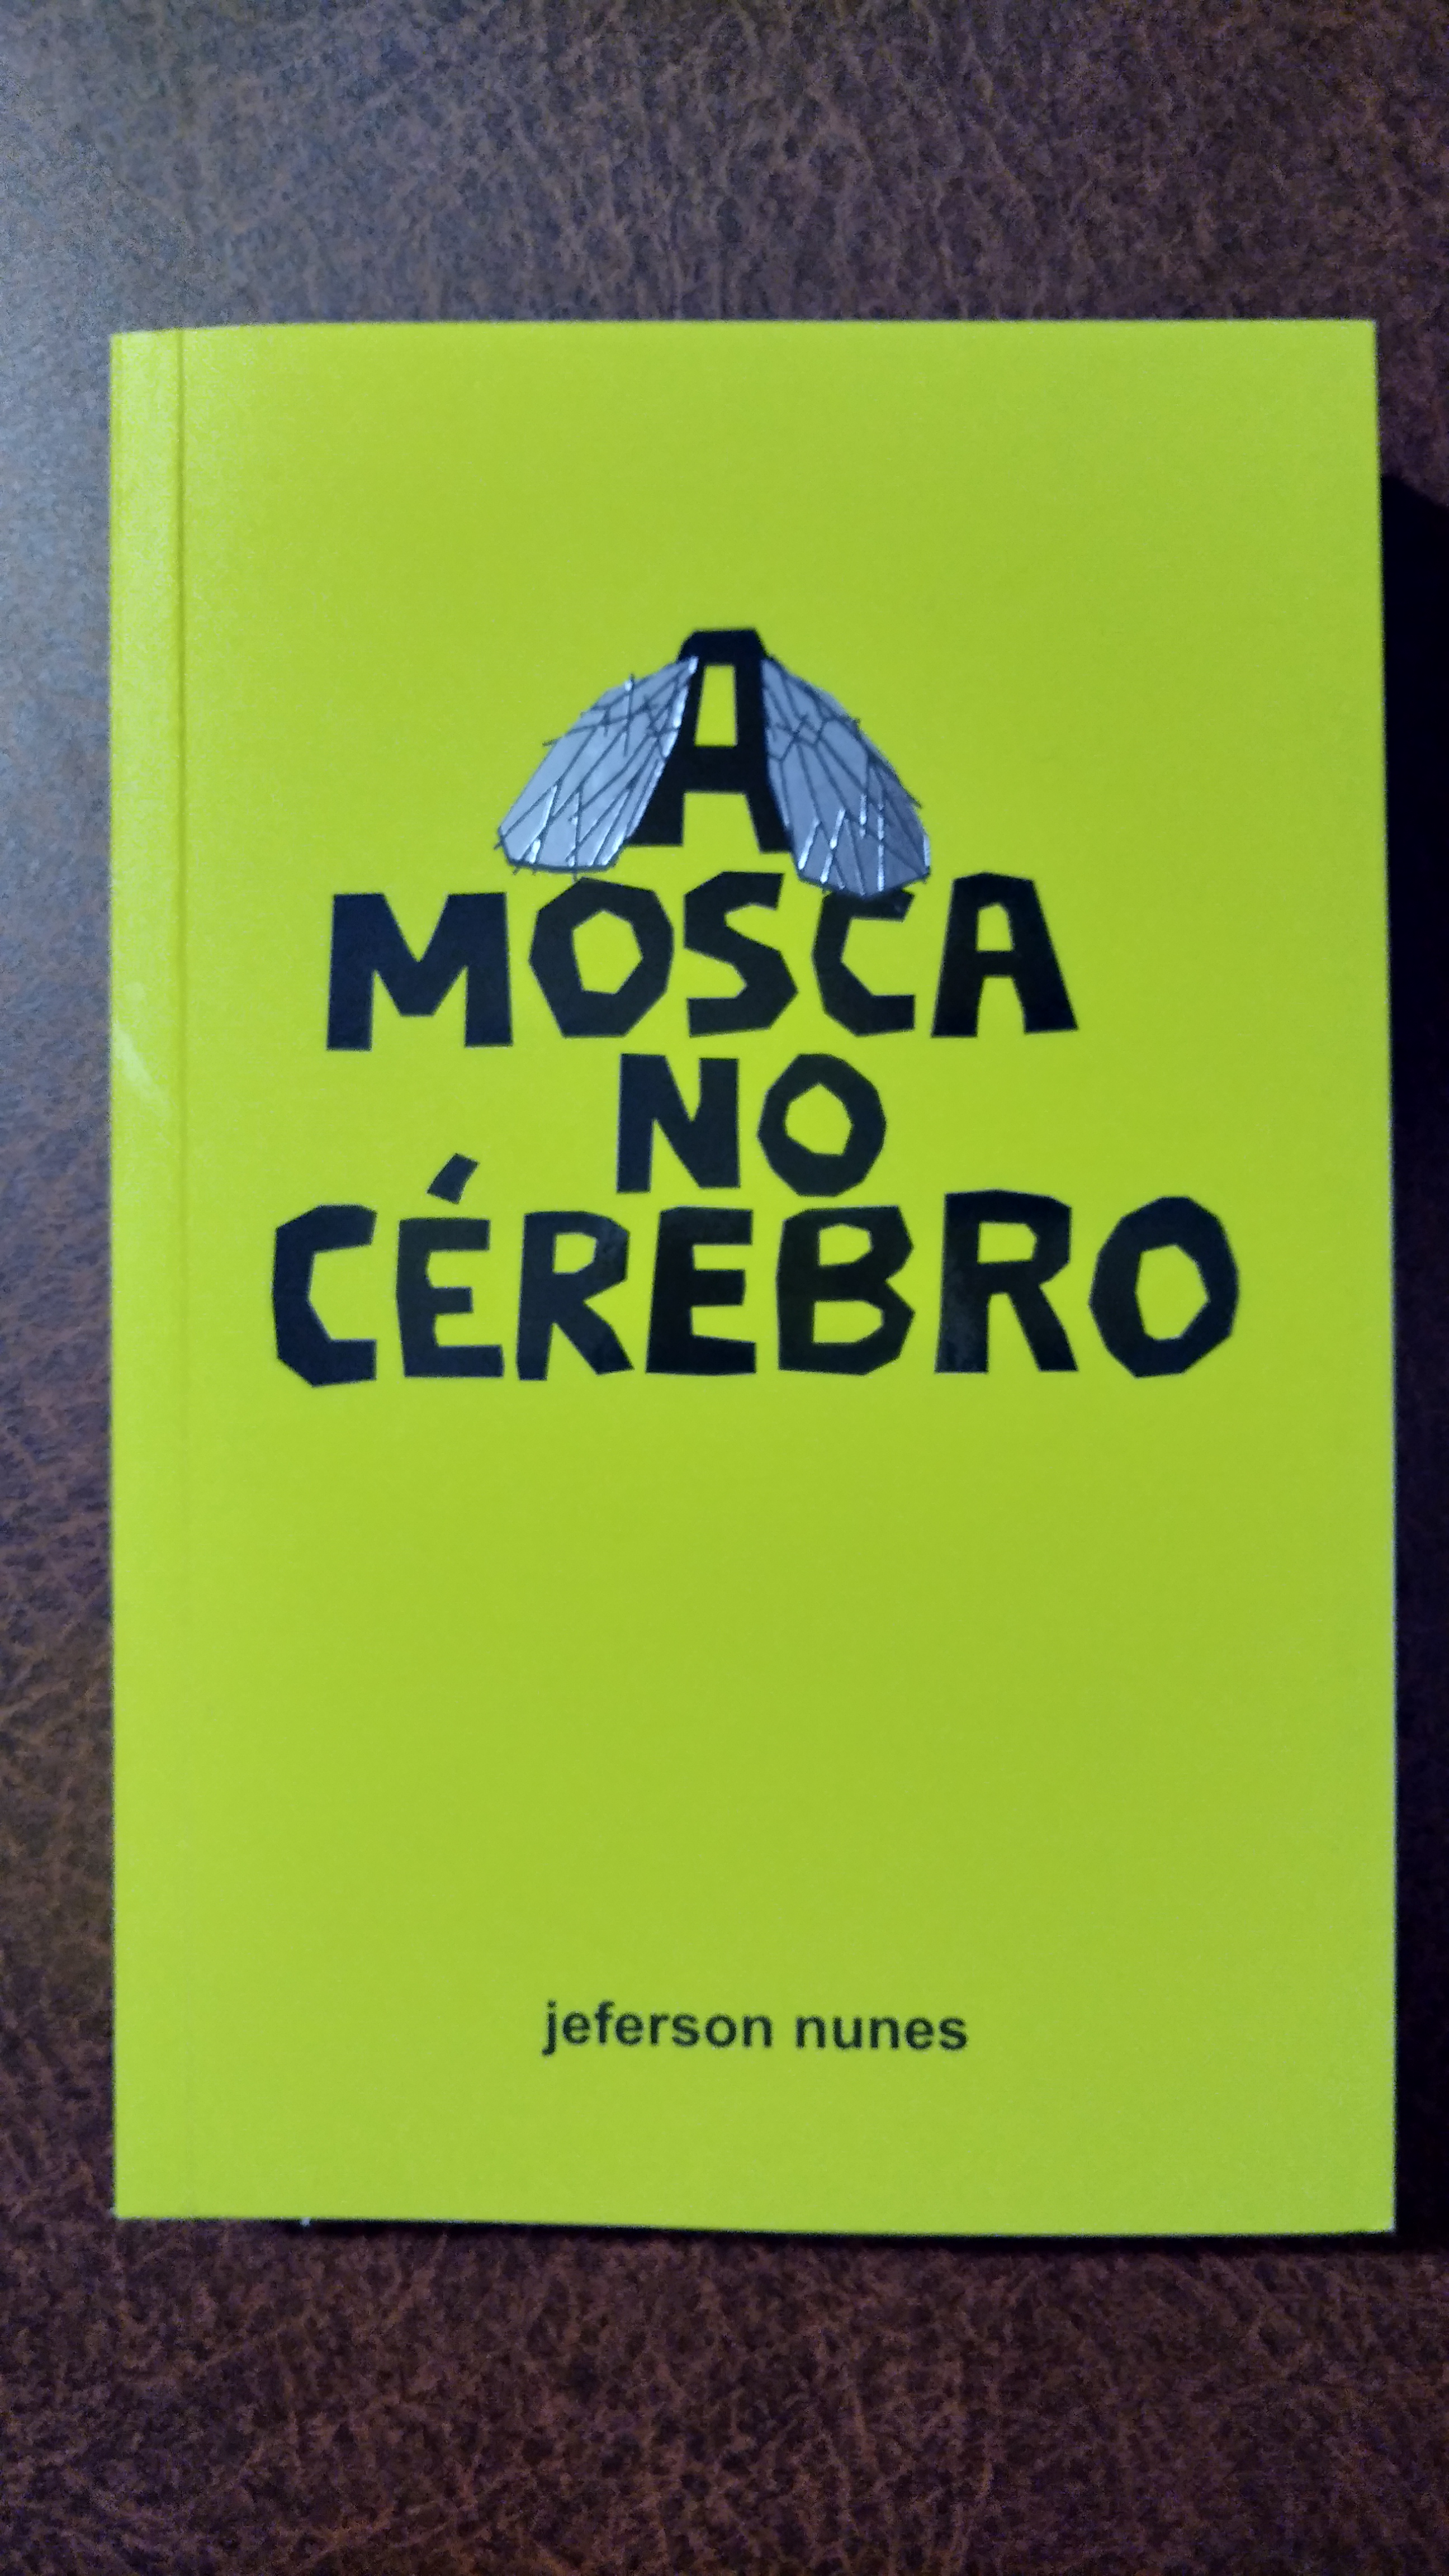 A
MOSCA
NO
CÉREBRO
jeferson nunes